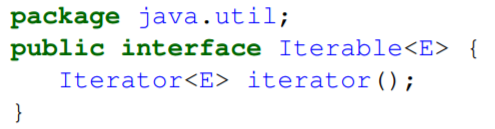 package java.util;
public interface Iterable<E> {
Iterator<E> iterator();
}